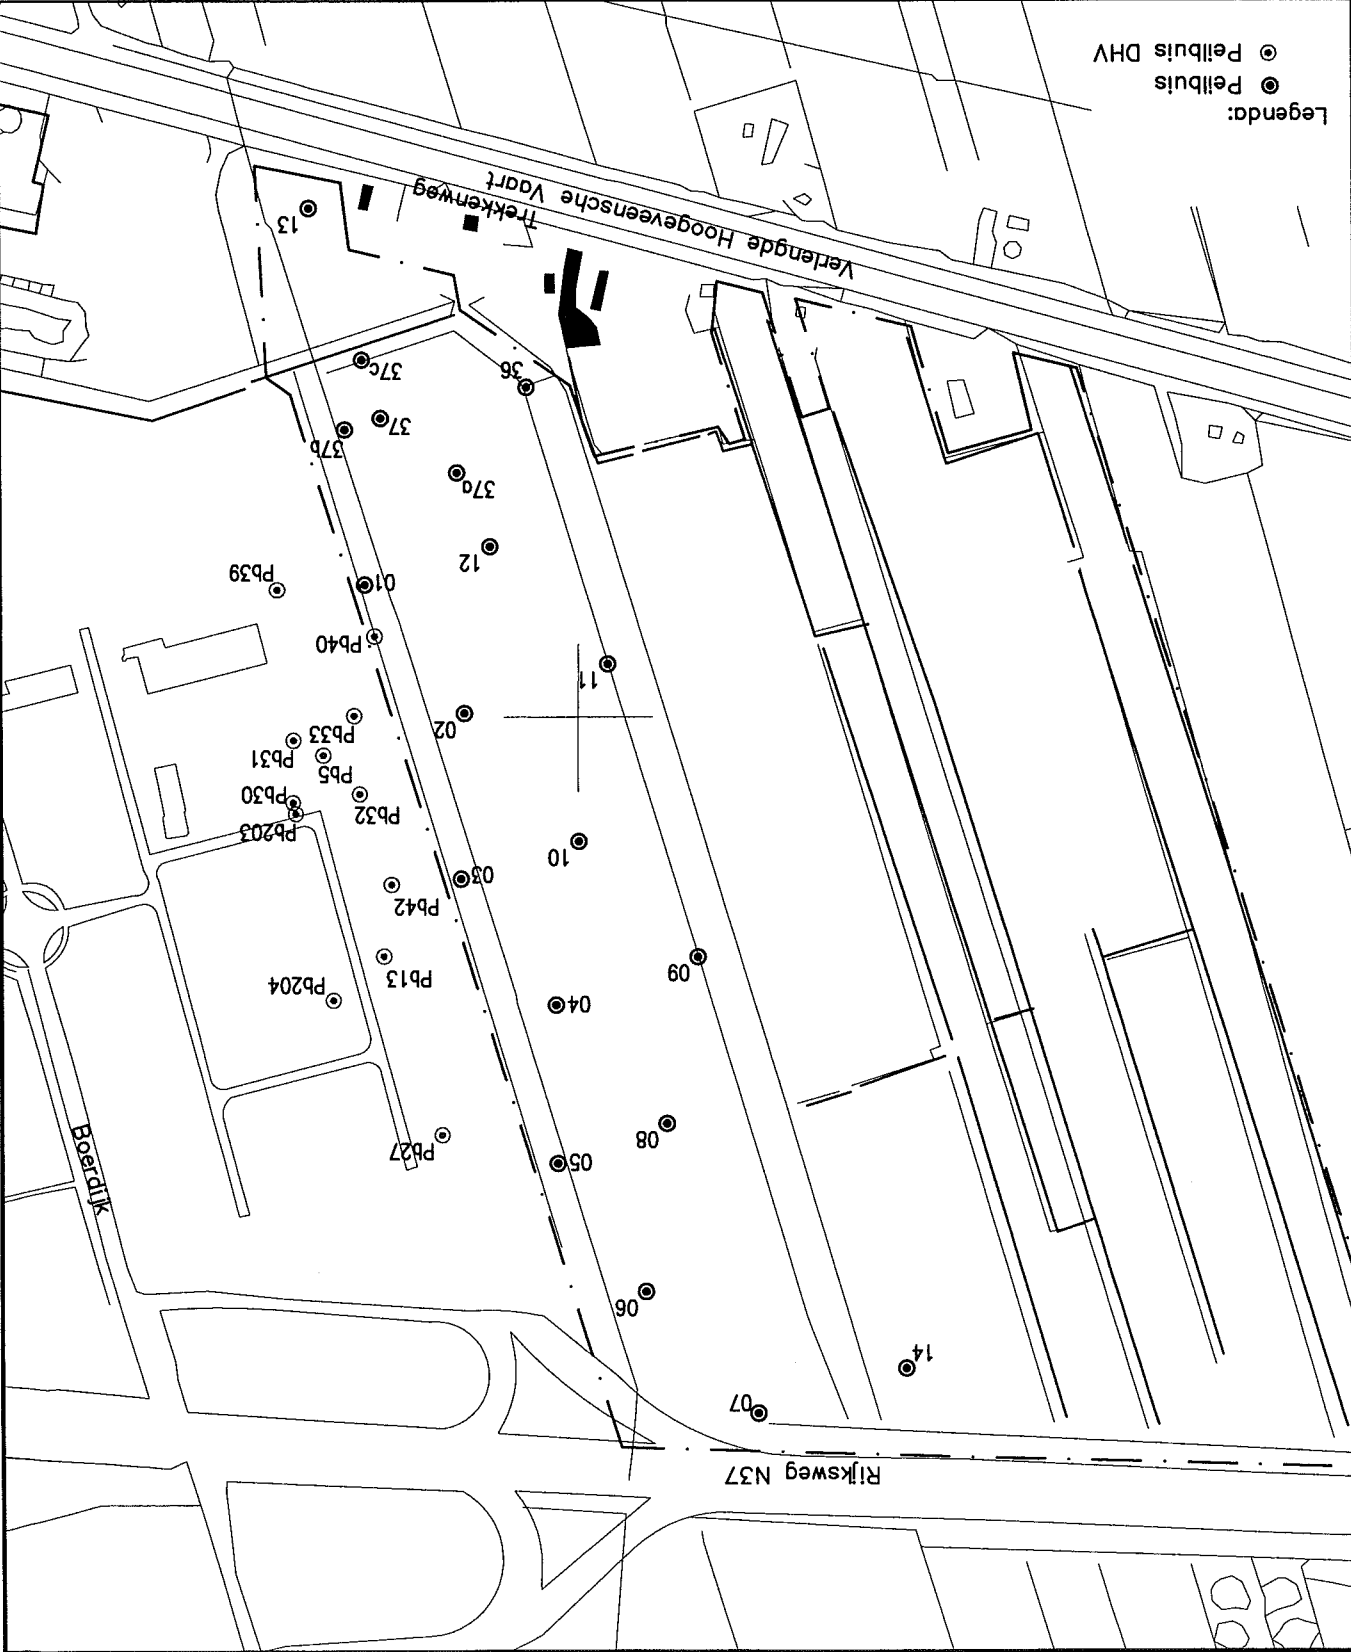 Rijksweg N37
07
14
06
Boerdijk
05
08
Pb27
04
09
Pb204
Pb13
Pb42
03
10
Pb203
Pb30
Pb32
Pb5
Pb31
Pb33
02
11
Pb40
01
Pb39
12
37a
37b
37
37c
36
13
Trekkenweg
Verlengde Hoogeveensche Vaart
Legenda:
Peilbuis
Peilbuis DHV